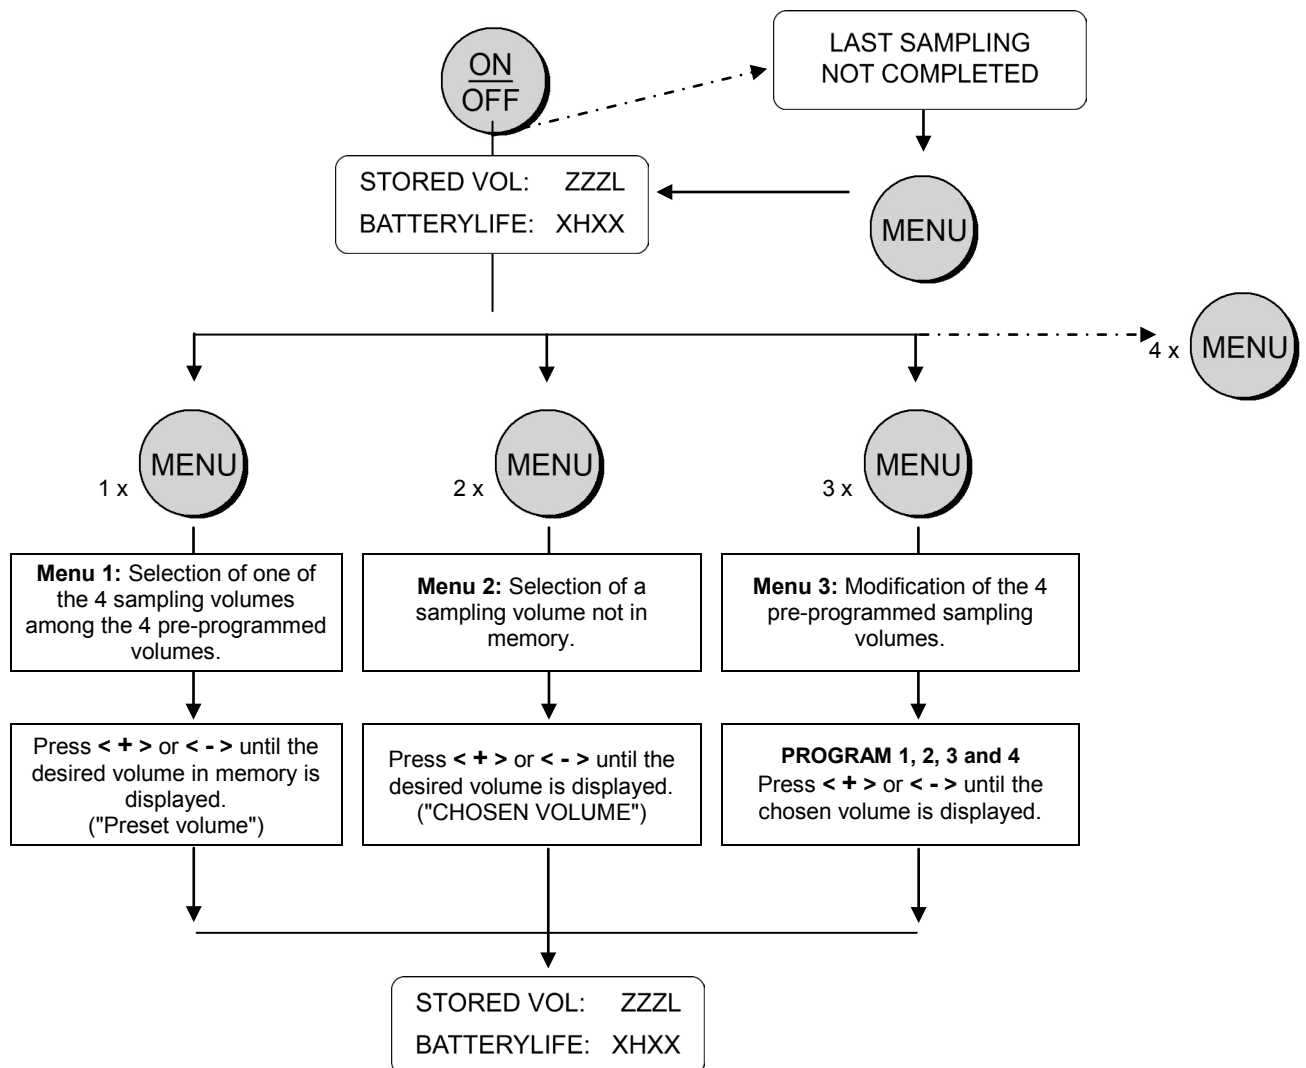 ON
OFF
LAST SAMPLING
NOT COMPLETED
STORED VOL: ZZZL
BATTERYLIFE: XHXX
MENU
4 x MENU
1 x MENU
2 x MENU
3 x MENU
Menu 1: Selection of one of
the 4 sampling volumes
among the 4 pre-programmed
volumes.
Menu 2: Selection of a
sampling volume not in
memory.
Menu 3: Modification of the 4
pre-programmed sampling
volumes.
Press < + > or < - > until the
desired volume in memory is
displayed.
("Preset volume")
Press < + > or < - > until the
desired volume is displayed.
("CHOSEN VOLUME")
PROGRAM 1, 2, 3 and 4
Press < + > or < - > until the
chosen volume is displayed.
STORED VOL: ZZZL
BATTERYLIFE: XHXX